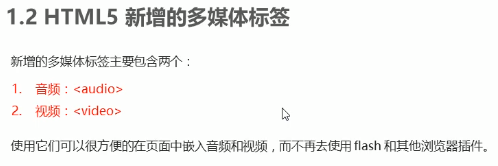 1.2 HTML5 新增的多媒体标签
新增的多媒体标签主要包含两个：
1. 音频：<audio>
2. 视频：<video>
使用它们可以很方便的在页面中嵌入音频和视频，而不再去使用 flash 和其他浏览器插件。